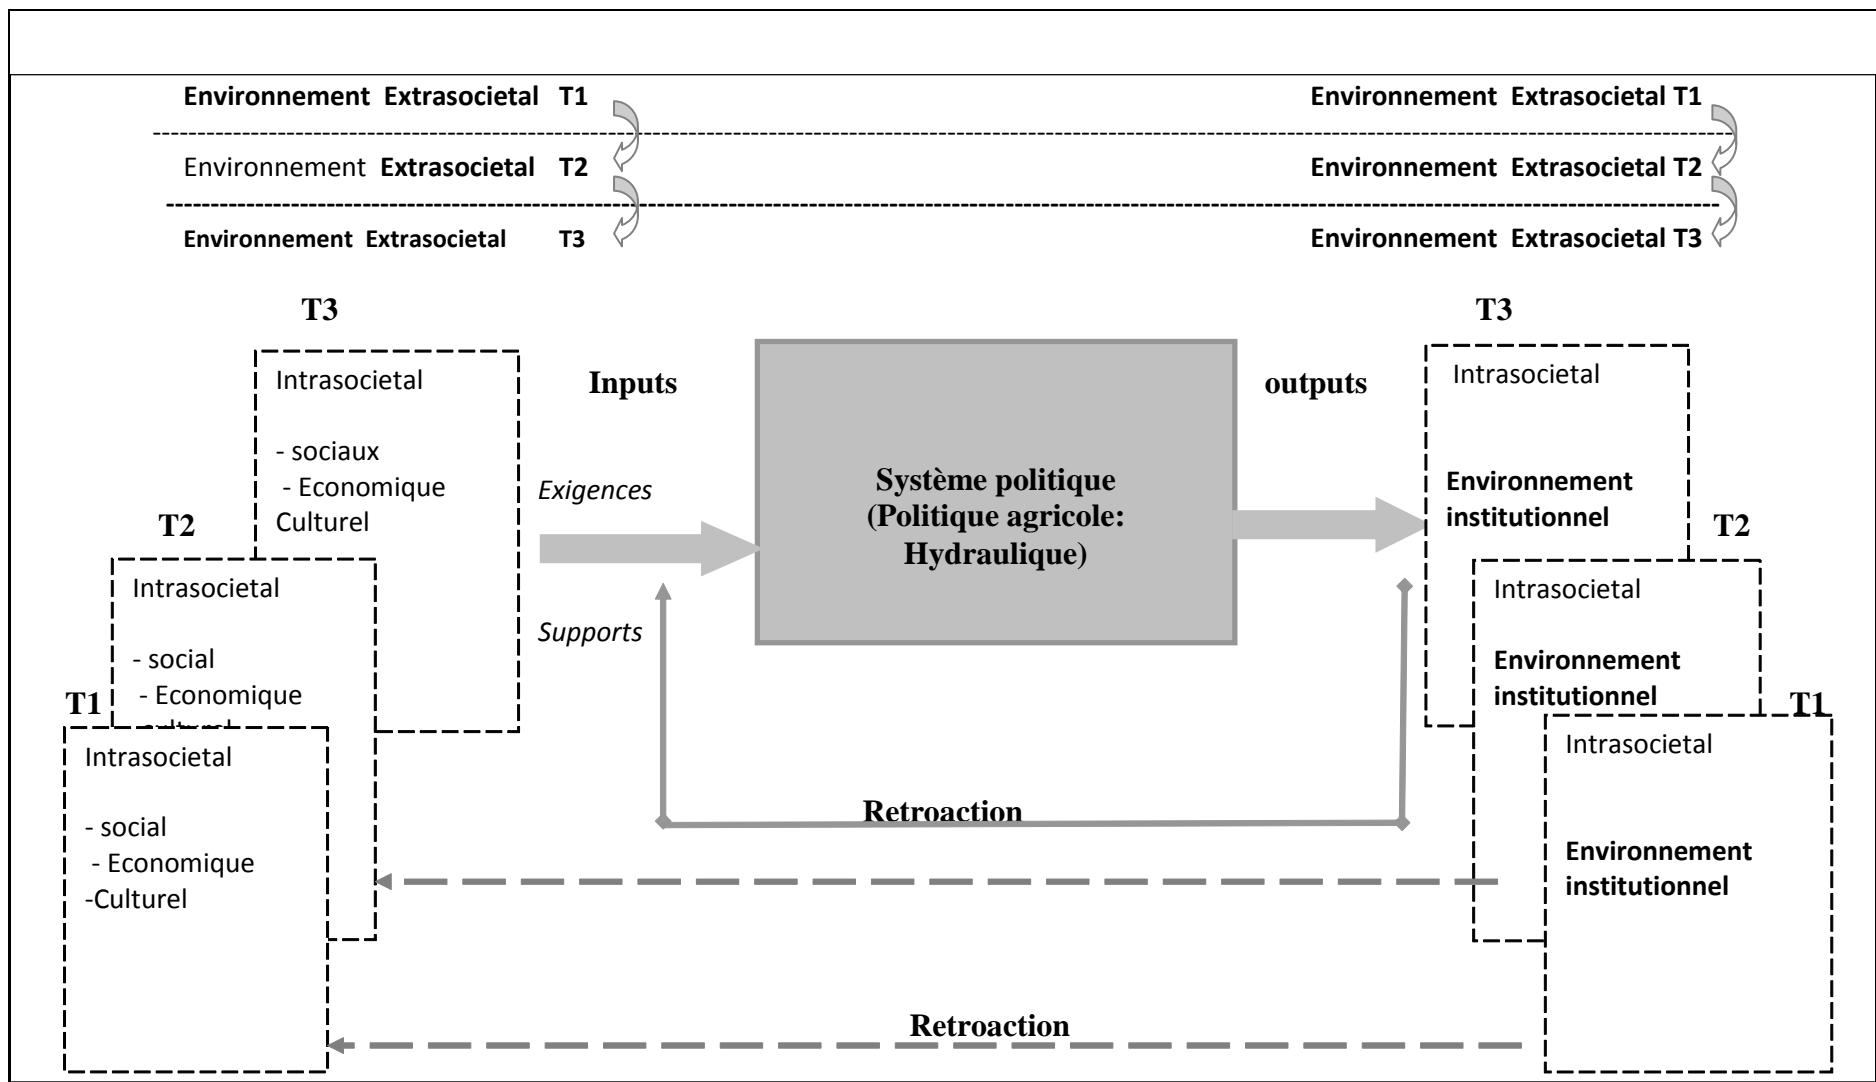 Environnement Extrasocietal T1
Environnement Extrasocietal T1
Environnement Extrasocietal T2
Environnement Extrasocietal T2
Environnement Extrasocietal T3
Environnement Extrasocietal T3
T3
Intrasocietal
- sociaux
- Economique
Culturel
T2
Intrasocietal
- social
- Economique
T1
Intrasocietal
- social
- Economique
-Culturel
Inputs
Exigences
Supports
Système politique
(Politique agricole:
Hydraulique)
outputs
T3
Intrasocietal
Environnement
institutionnel
T2
Intrasocietal
Environnement
institutionnel
T1
Intrasocietal
Environnement
institutionnel
Retroaction
Retroaction